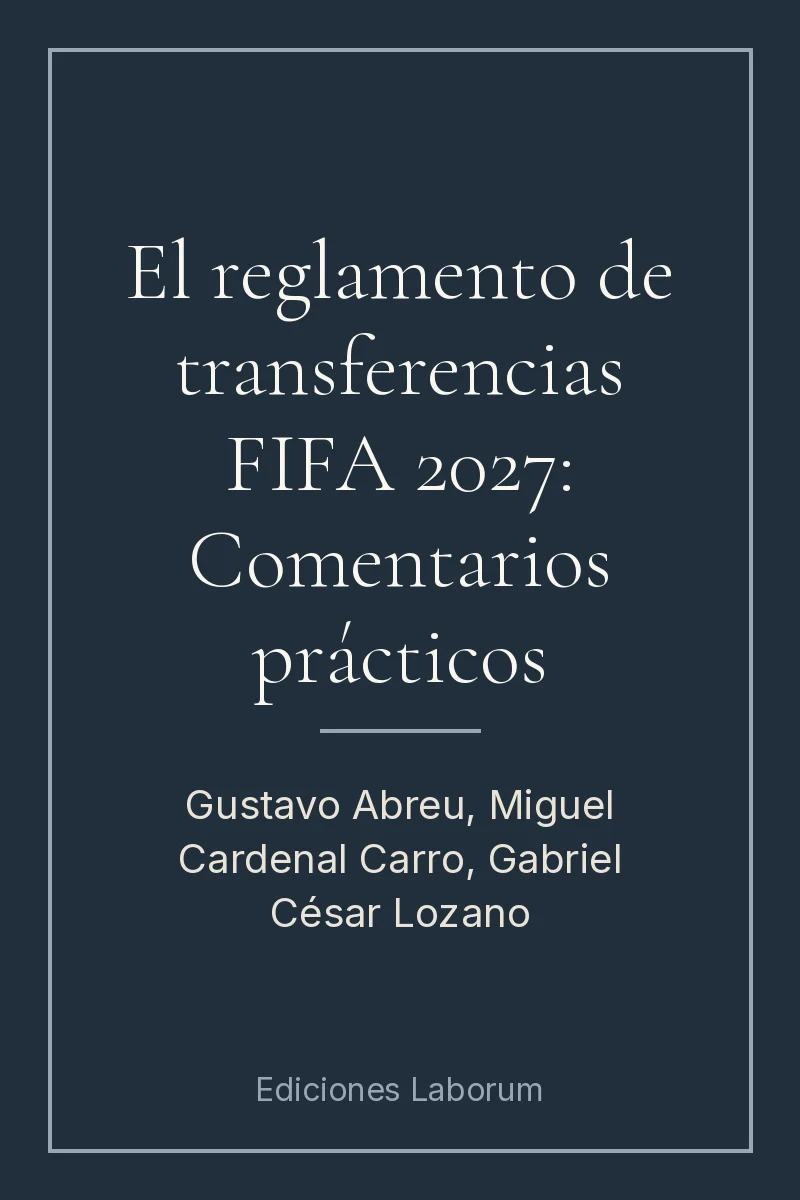 El reglamento de
transferencias
FIFA 2027:
Comentarios
prácticos
Gustavo Abreu, Miguel
Cardenal Carro, Gabriel
César Lozano
Ediciones Laborum